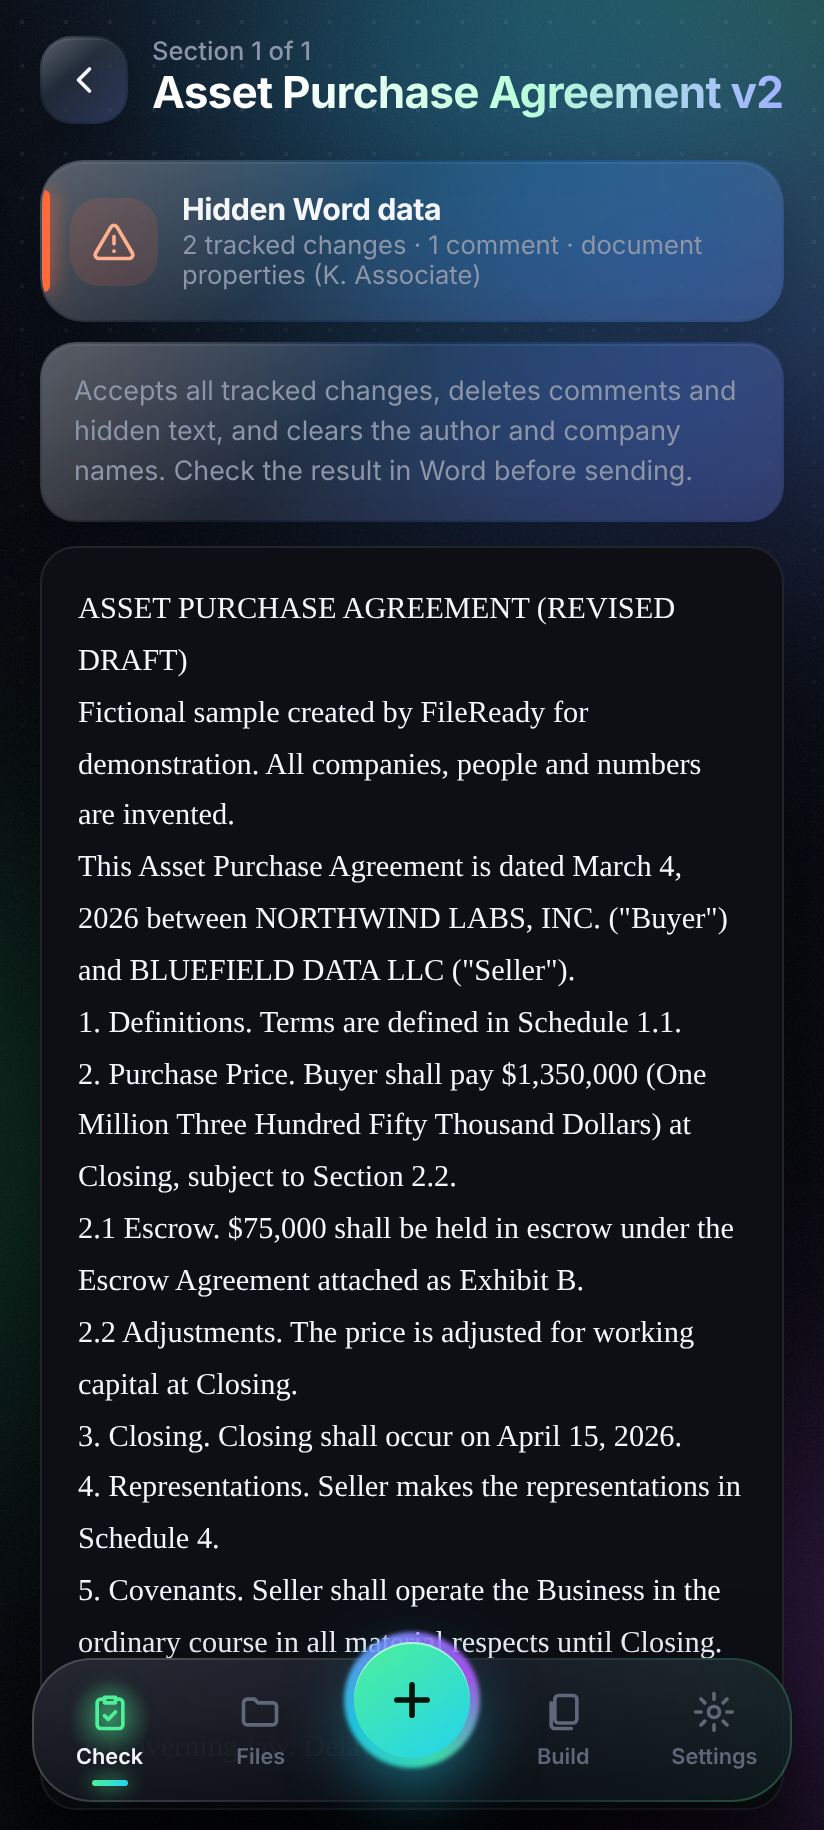 Section 1 of 1
Asset Purchase Agreement v2
Hidden Word data
2 tracked changes · 1 comment · document
properties (K. Associate)
Accepts all tracked changes, deletes comments and
hidden text, and clears the author and company
names. Check the result in Word before sending.
ASSET PURCHASE AGREEMENT (REVISED
DRAFT)
Fictional sample created by FileReady for
demonstration. All companies, people and numbers
are invented.
This Asset Purchase Agreement is dated March 4,
2026 between NORTHWIND LABS, INC. ("Buyer")
and BLUEFIELD DATA LLC ("Seller").
1. Definitions. Terms are defined in Schedule 1.1.
2. Purchase Price. Buyer shall pay $1,350,000 (One
Million Three Hundred Fifty Thousand Dollars) at
Closing, subject to Section 2.2.
2.1 Escrow. $75,000 shall be held in escrow under the
Escrow Agreement attached as Exhibit B.
2.2 Adjustments. The price is adjusted for working
capital at Closing.
3. Closing. Closing shall occur on April 15, 2026.
4. Representations. Seller makes the representations in
Schedule 4.
5. Covenants. Seller shall operate the Business in the
ordinary course in all material respects until Closing.
Check
Files
Build
Settings